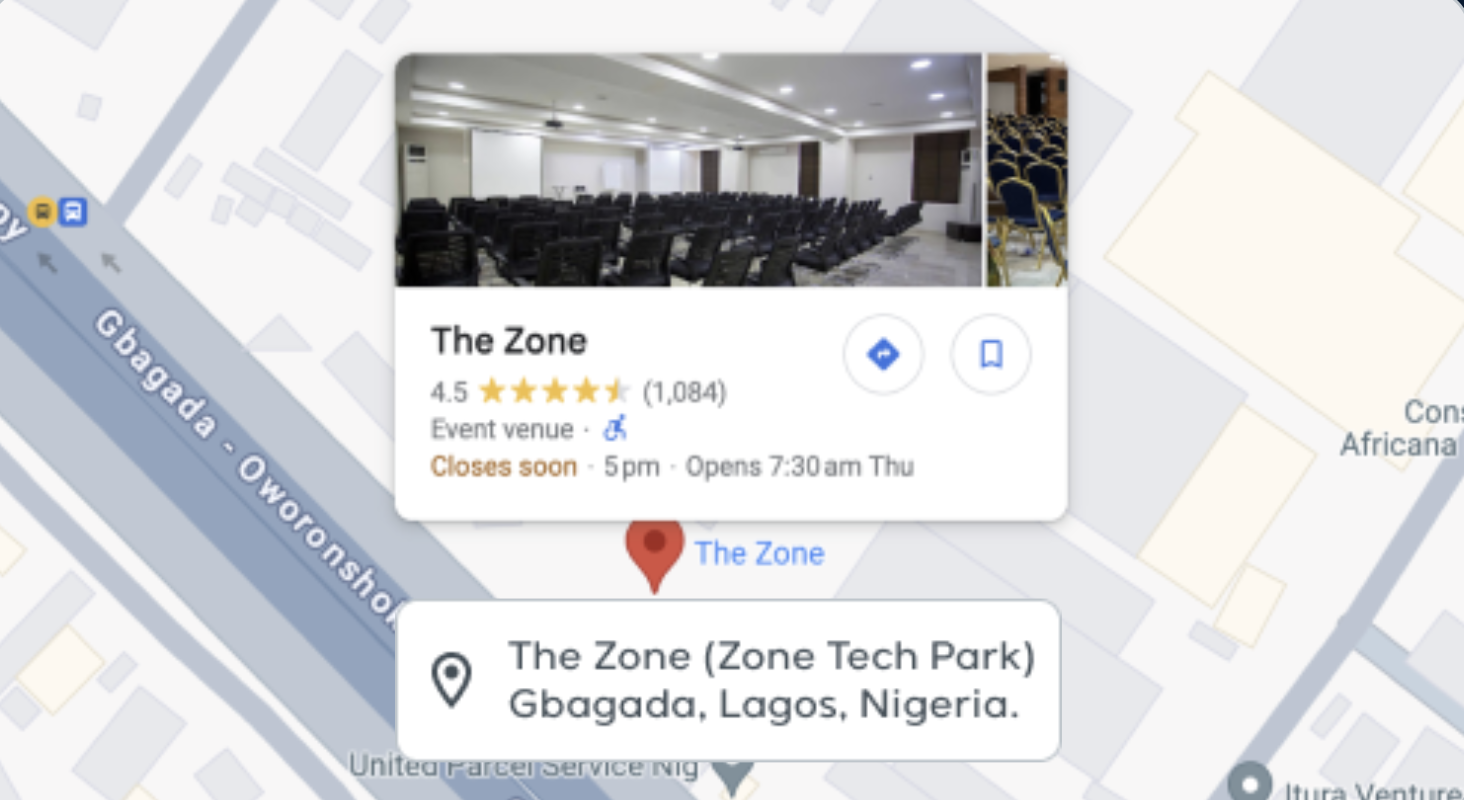 Gbagada - Oworonshok
The Zone
4.5 (1,084)
Event venue ·
Closes soon · 5 pm · Opens 7:30 am Thu
Africana
The Zone
The Zone (Zone Tech Park)
Gbagada, Lagos, Nigeria.
United Parcel Service Nig
Itura Venture